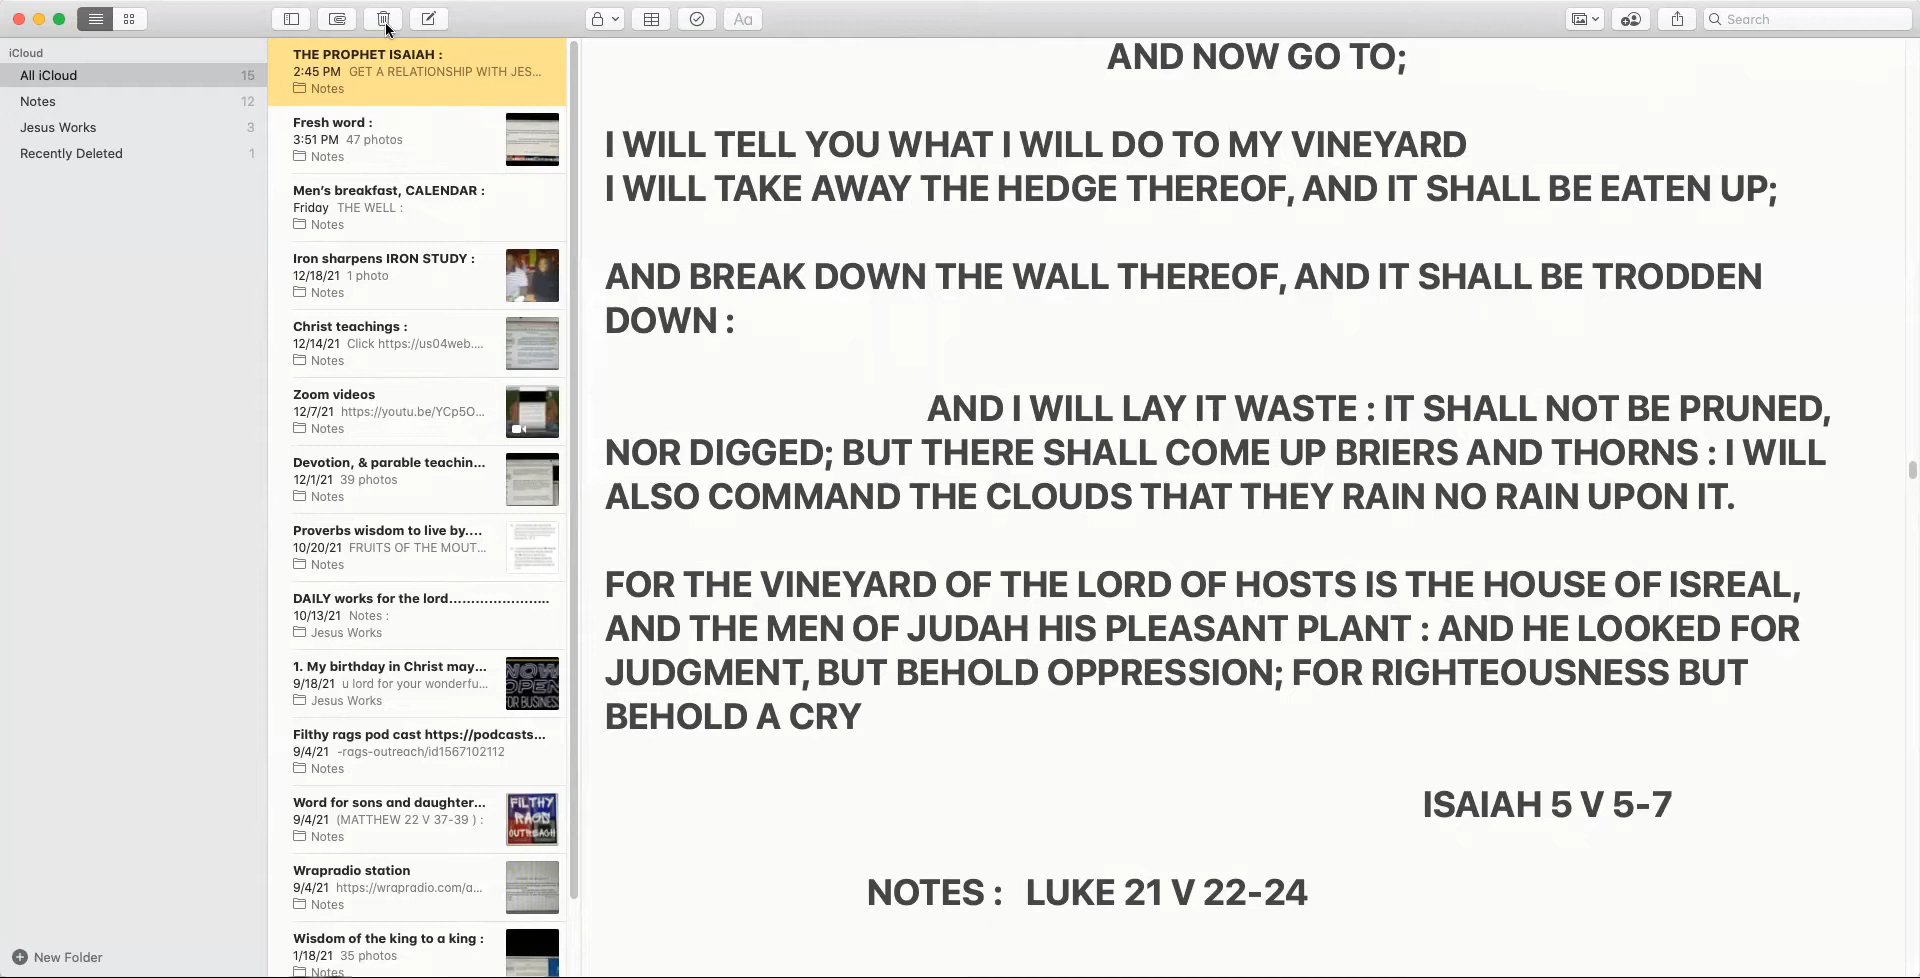 Aa
Search
iCloud
All iCloud 15
Notes 12
Jesus Works 3
Recently Deleted 1
New Folder
THE PROPHET ISAIAH :
2:45 PM GET A RELATIONSHIP WITH JES...
Notes
Fresh word :
3:51 PM 47 photos
Notes
Men’s breakfast, CALENDAR :
Friday THE WELL :
Notes
Iron sharpens IRON STUDY :
12/18/21 1 photo
Notes
Christ teachings :
12/14/21 Click https://us04web....
Notes
Zoom videos
12/7/21 https://youtu.be/YCp5O...
Notes
Devotion, & parable teachin...
12/1/21 39 photos
Notes
Proverbs wisdom to live by....
10/20/21 FRUITS OF THE MOUT...
Notes
DAILY works for the lord.......................
10/13/21 Notes :
Jesus Works
1. My birthday in Christ may...
9/18/21 u lord for your wonderfu...
Jesus Works
NOW
OPEN
FOR BUSINESS
Filthy rags pod cast https://podcasts...
9/4/21 -rags-outreach/id1567102112
Notes
Word for sons and daughter...
9/4/21 (MATTHEW 22 V 37-39 ) :
Notes
FILTHY
RAGS
OUTREACH
Wrapradio station
9/4/21 https://wrapradio.com/a...
Notes
Wisdom of the king to a king :
1/18/21 35 photos
Notes
AND NOW GO TO;
I WILL TELL YOU WHAT I WILL DO TO MY VINEYARD
I WILL TAKE AWAY THE HEDGE THEREOF, AND IT SHALL BE EATEN UP;
AND BREAK DOWN THE WALL THEREOF, AND IT SHALL BE TRODDEN
DOWN :
AND I WILL LAY IT WASTE : IT SHALL NOT BE PRUNED,
NOR DIGGED; BUT THERE SHALL COME UP BRIERS AND THORNS : I WILL
ALSO COMMAND THE CLOUDS THAT THEY RAIN NO RAIN UPON IT.
FOR THE VINEYARD OF THE LORD OF HOSTS IS THE HOUSE OF ISREAL,
AND THE MEN OF JUDAH HIS PLEASANT PLANT : AND HE LOOKED FOR
JUDGMENT, BUT BEHOLD OPPRESSION; FOR RIGHTEOUSNESS BUT
BEHOLD A CRY
ISAIAH 5 V 5-7
NOTES : LUKE 21 V 22-24